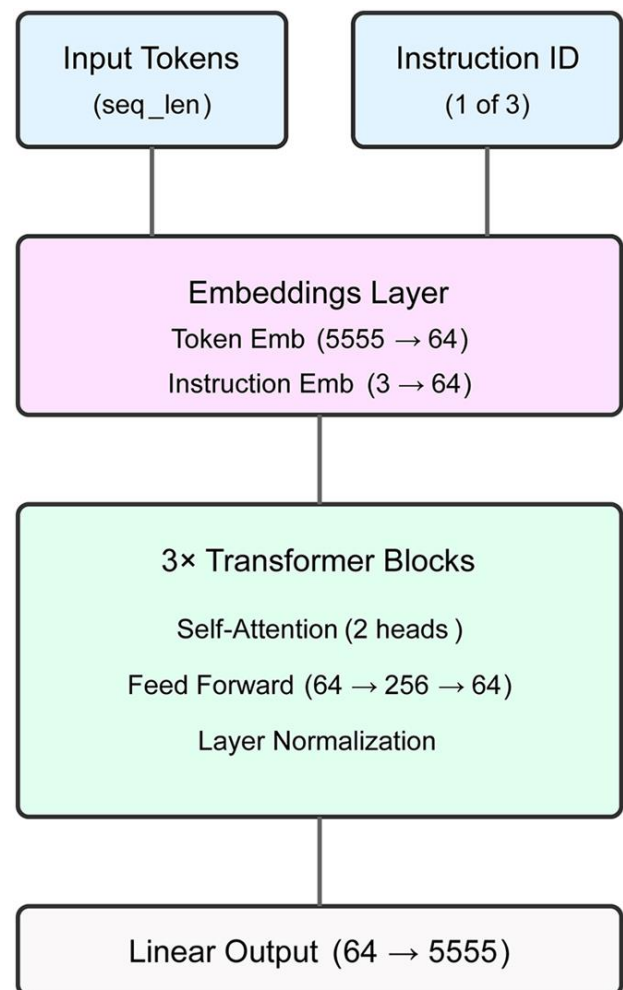 Input Tokens
(seq_len)
Instruction ID
(1 of 3)
Embeddings Layer
Token Emb (5555 → 64)
Instruction Emb (3 → 64)
3× Transformer Blocks
Self-Attention (2 heads )
Feed Forward (64 → 256 → 64)
Layer Normalization
Linear Output (64 → 5555)